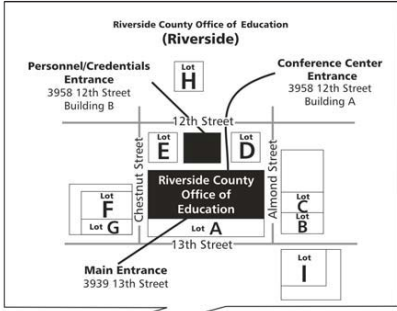 Riverside County Office of Education
(Riverside)
Personnel/Credentials
Entrance
3958 12th Street
Building B
Lot
H
Conference Center
Entrance
3958 12th Street
Building A
12th Street
Lot
E
Lot
D
Chestnut Street
Almond Street
Riverside County
Office of
Education
Lot
F
Lot G
Lot A
Lot
C
Lot
B
13th Street
Main Entrance
3939 13th Street
Lot
I